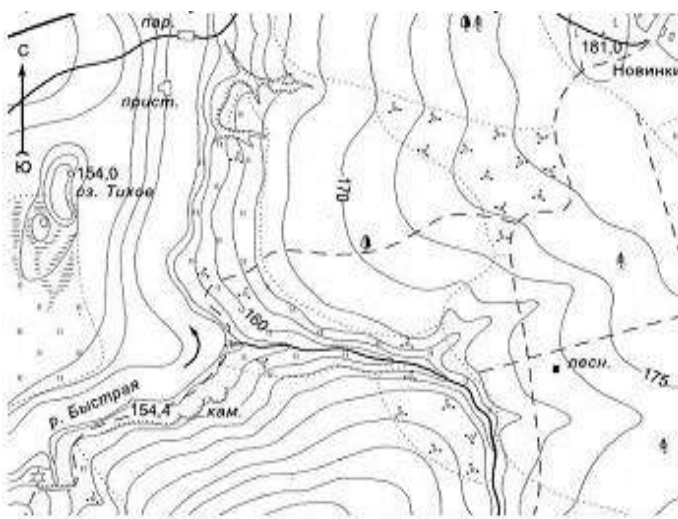 пар.
С
181,0
Новинки
прист.
Ю
154,0
оз. Тихое
170
160
лесн.
175
р. Быстрая
154,4
кам.